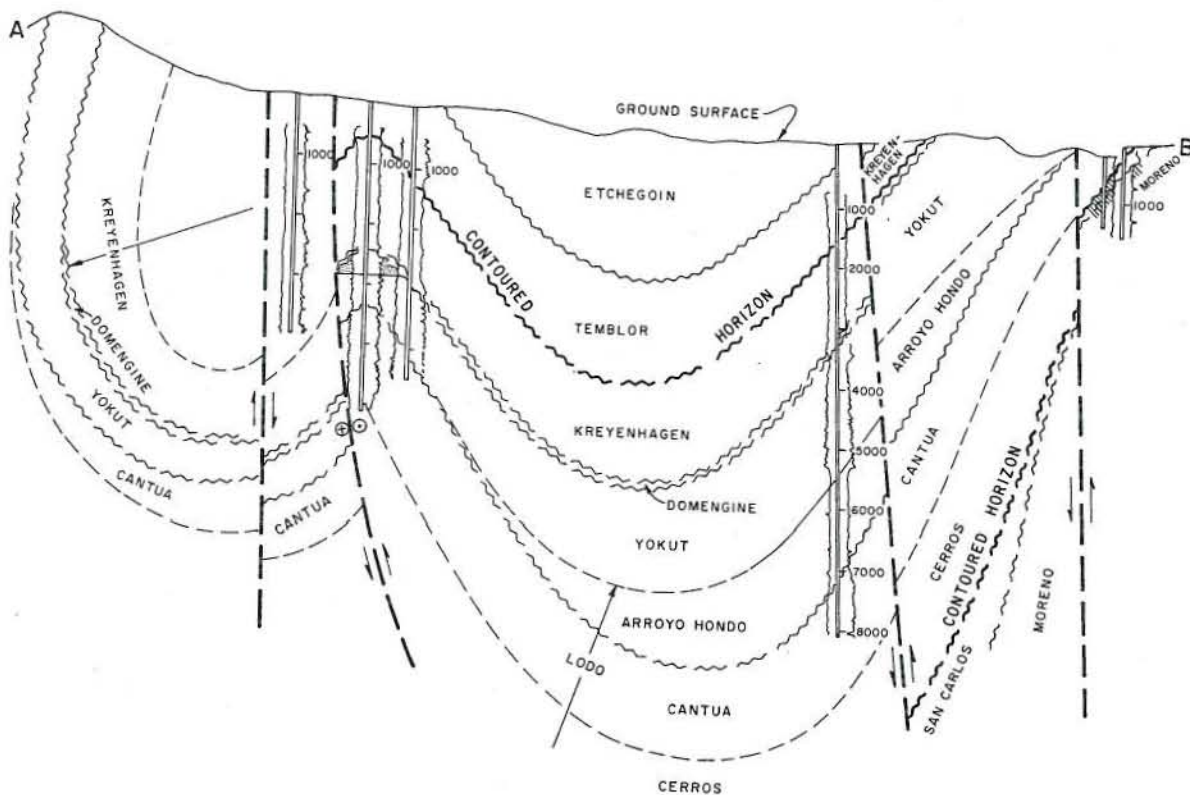 A
GROUND SURFACE
B
KREYEN-
HAGEN
MORENO
1000
1000
1000
1000
1000
ETCHEGOIN
YOKUT
KREYENHAGEN
CONTOURED
HORIZON
2000
TEMBLOR
ARROYO HONDO
DOMENGINE
4000
YOKUT
KREYENHAGEN
5000
CANTUA
CANTUA
DOMENGINE
CANTUA
6000
YOKUT
CERROS
CONTOURED HORIZON
7000
MORENO
ARROYO HONDO
8000
LODO
SAN CARLOS
CANTUA
CERROS